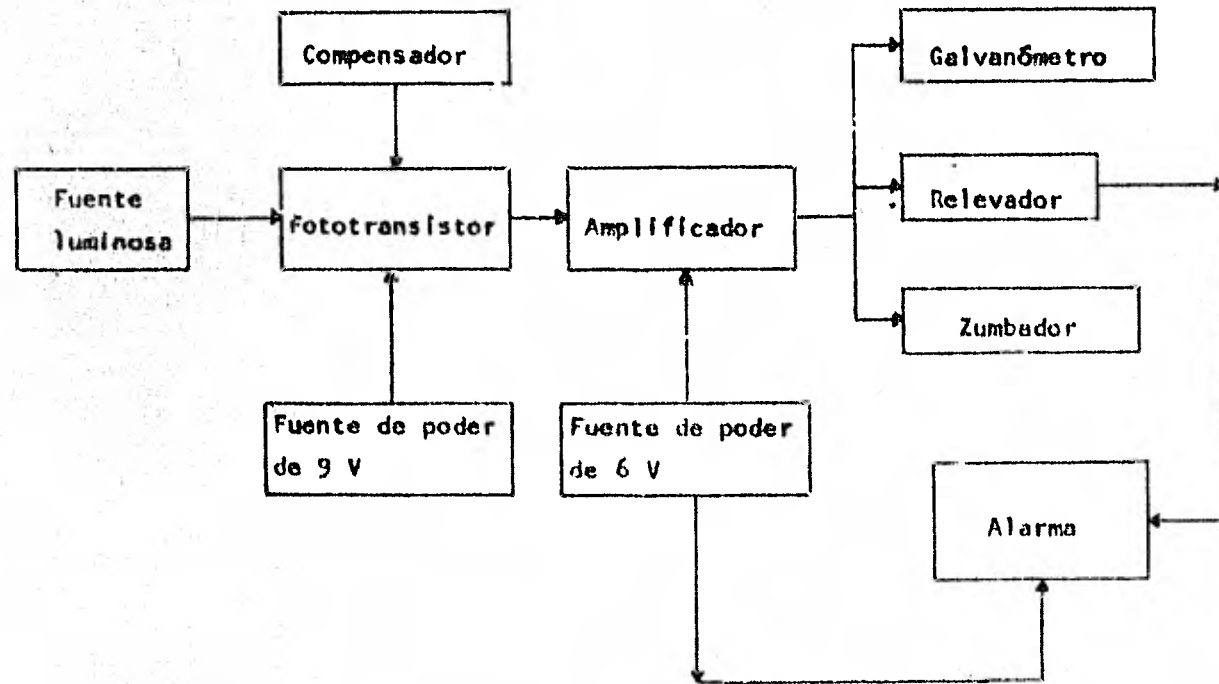 Compensador
Galvanómetro
Fuente
luminosa
Fototransistor
Amplificador
Relevador
Zumbador
Fuente de poder
de 9 V
Fuente de poder
de 6 V
Alarma